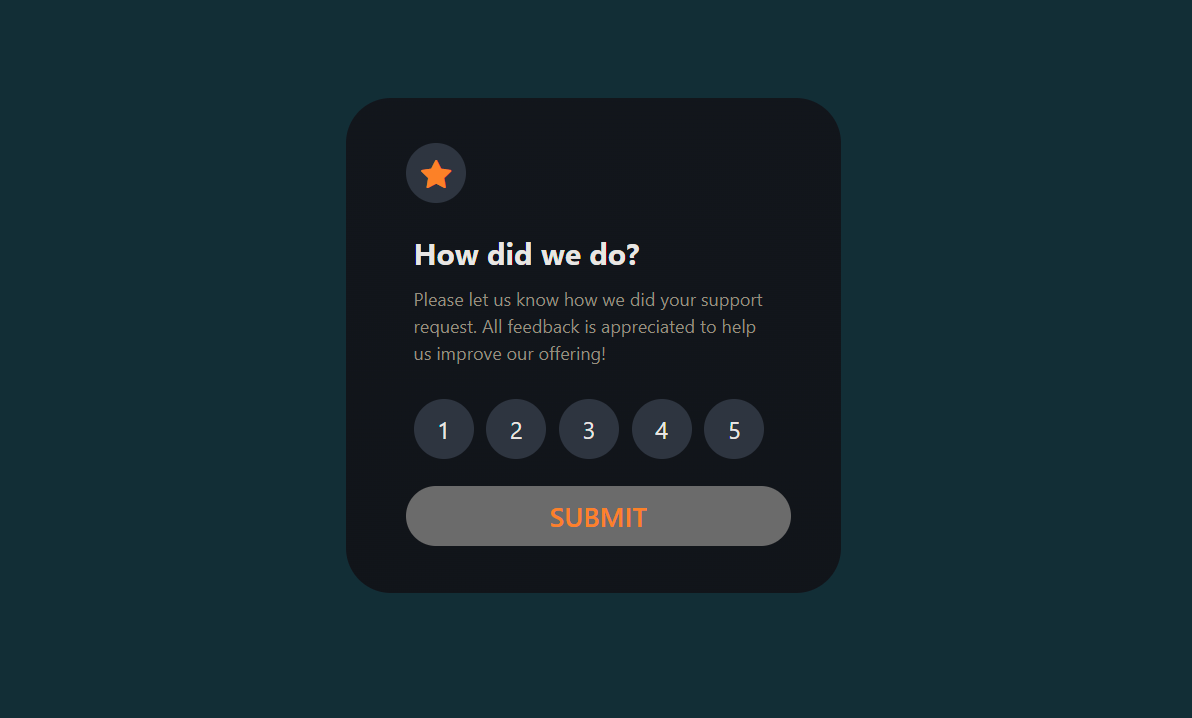 How did we do?
Please let us know how we did your support
request. All feedback is appreciated to help
us improve our offering!
1 2 3 4 5
SUBMIT